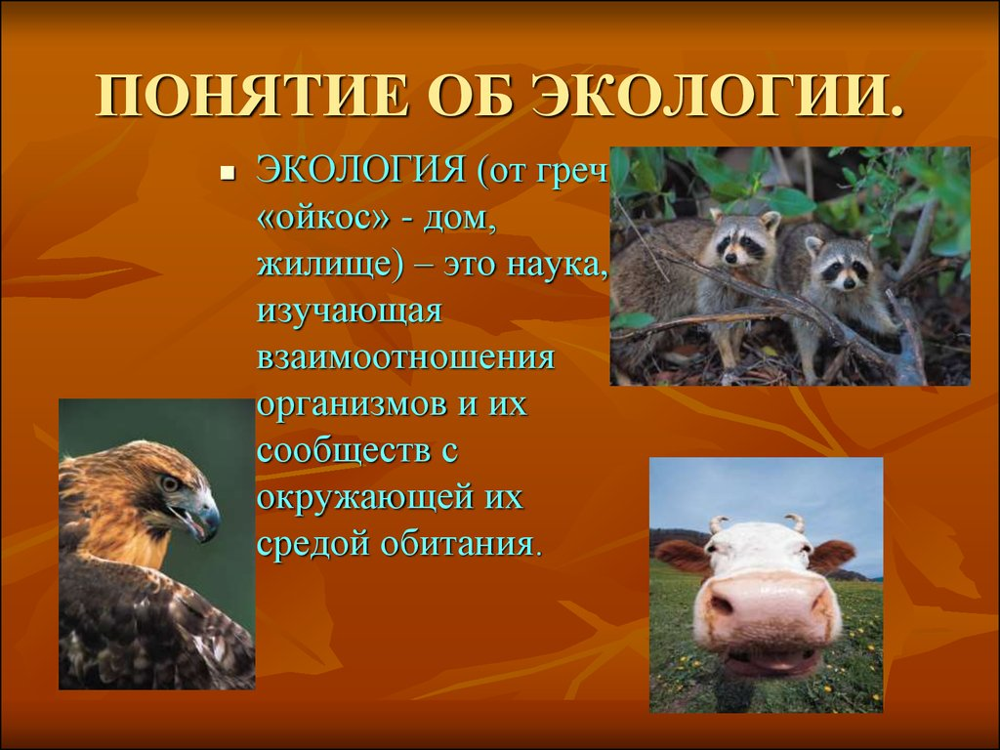 ПОНЯТИЕ ОБ ЭКОЛОГИИ.
ЭКОЛОГИЯ (от греч
«ойкос» - дом,
жилище) – это наука,
изучающая
взаимоотношения
организмов и их
сообществ с
окружающей их
средой обитания.